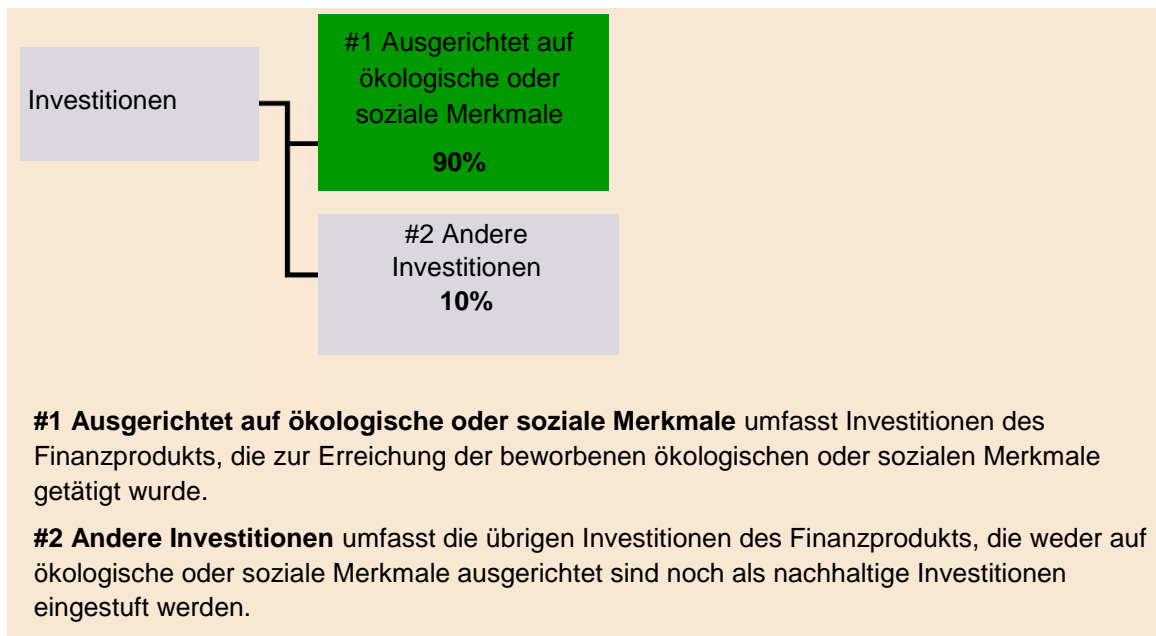 Investitionen
#1 Ausgerichtet auf
ökologische oder
soziale Merkmale
90%
#2 Andere
Investitionen
10%
#1 Ausgerichtet auf ökologische oder soziale Merkmale umfasst Investitionen des
Finanzprodukts, die zur Erreichung der beworbenen ökologischen oder sozialen Merkmale
getätigt wurde.
#2 Andere Investitionen umfasst die übrigen Investitionen des Finanzprodukts, die weder auf
ökologische oder soziale Merkmale ausgerichtet sind noch als nachhaltige Investitionen
eingestuft werden.